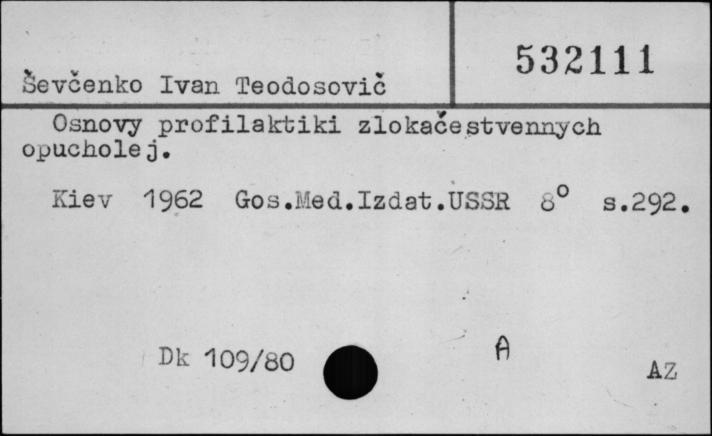 532111
Ševčenko Ivan Teodosovič
Osnovy profilaktiki zlokačestvennych
opucholej.
Kiev 1962 Gos.Med.Izdat.USSR 8° s.292.
Dk 109/80
A
AZ